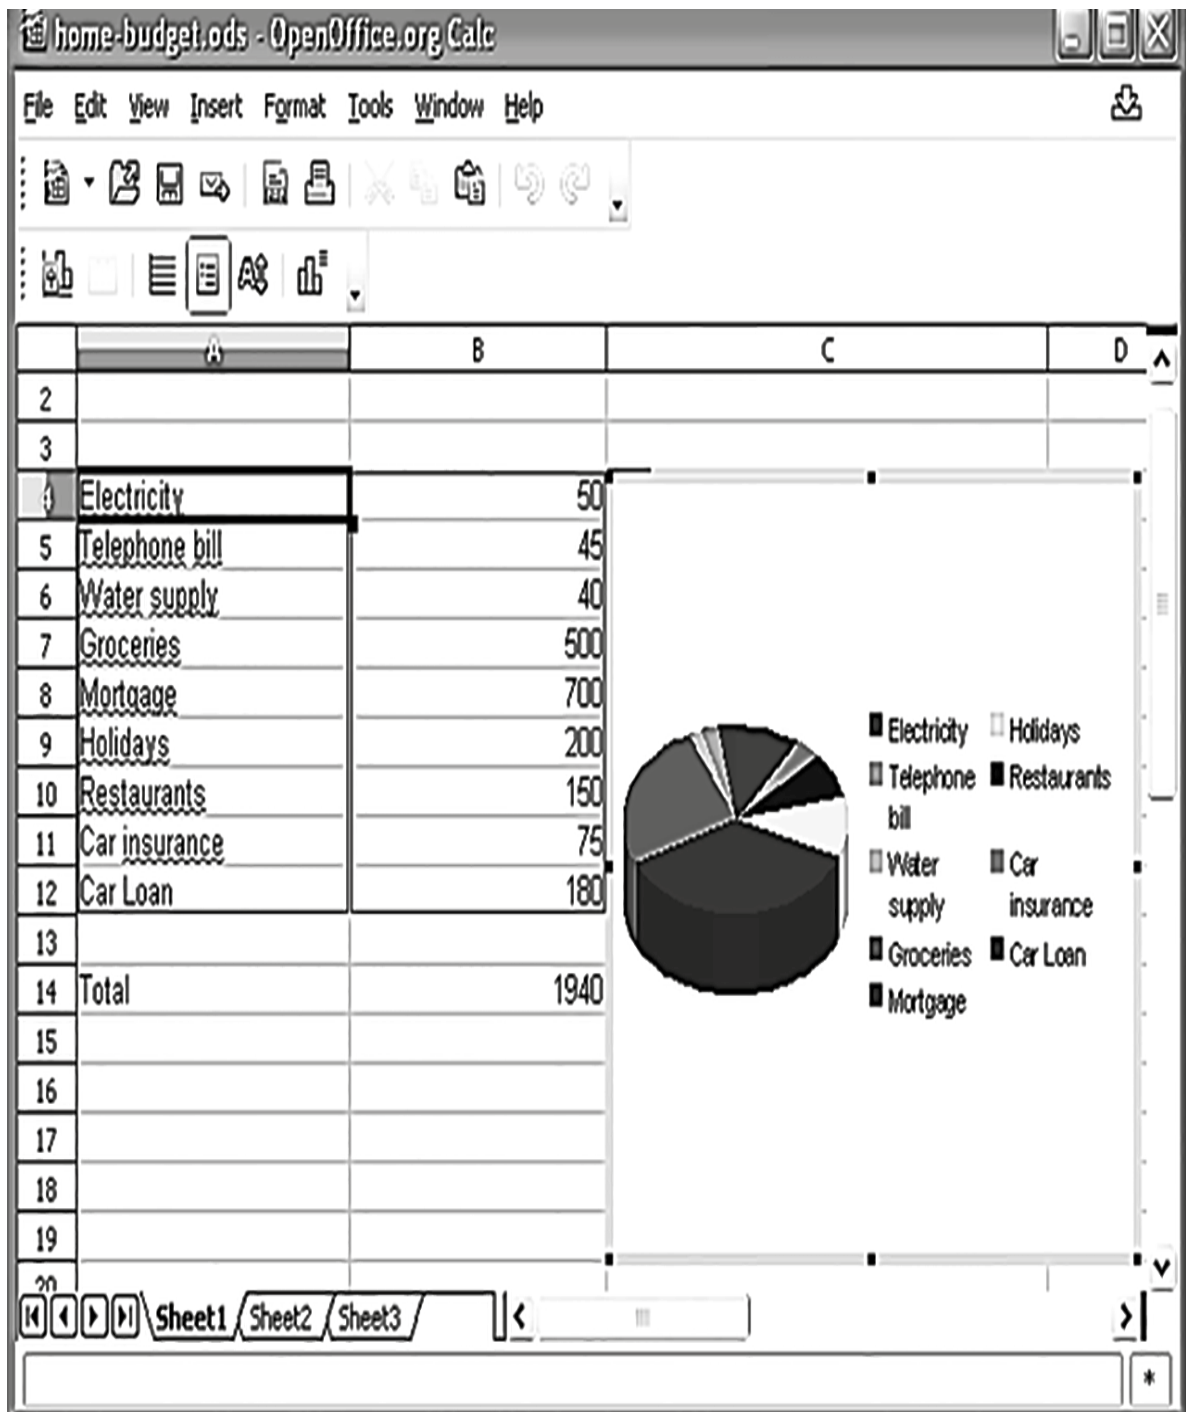 home-budget.ods - OpenOffice.org Calc
File Edit View Insert Format Tools Window Help
A B C D
2
3
4 Electricity 50
5 Telephone bill 45
6 Water supply 40
7 Groceries 500
8 Mortgage 700
9 Holidays 200
10 Restaurants 150
11 Car insurance 75
12 Car Loan 180
13
14 Total 1940
15
16
17
18
19
20
Electricity Holidays
Telephone Restaurants
bill
Water Car
supply insurance
Groceries Car Loan
Mortgage
Sheet1 Sheet2 Sheet3
*